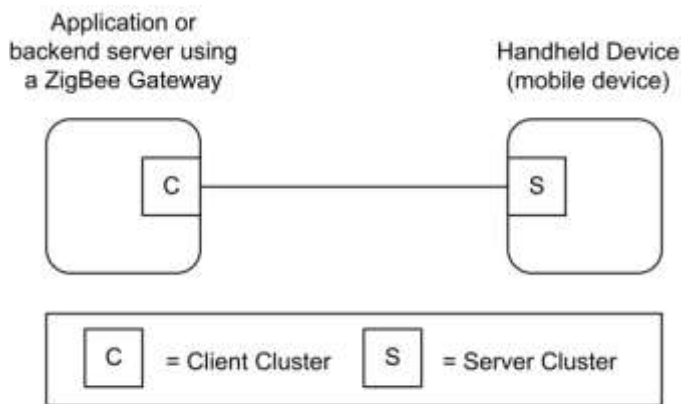 Application or
backend server using
a ZigBee Gateway
Handheld Device
(mobile device)
C
S
C = Client Cluster S = Server Cluster